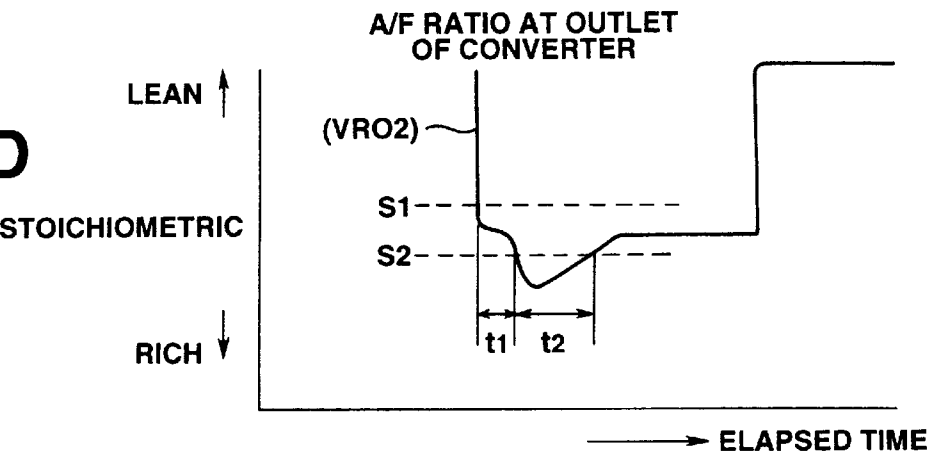 A/F RATIO AT OUTLET
OF CONVERTER
LEAN
(VRO2)
D
S1
STOICHIOMETRIC
S2
t1 t2
RICH
ELAPSED TIME